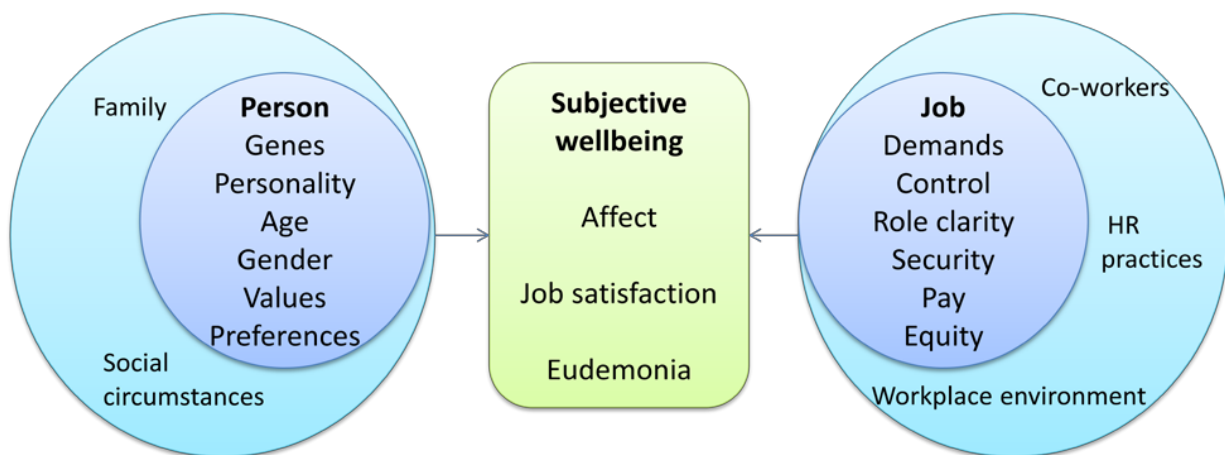 Family
Person
Genes
Personality
Age
Gender
Values
Preferences
Social
circumstances
Subjective
wellbeing
Affect
Job satisfaction
Eudemonia
Job
Demands
Control
Role clarity
Security
Pay
Equity
Co-workers
HR
practices
Workplace environment